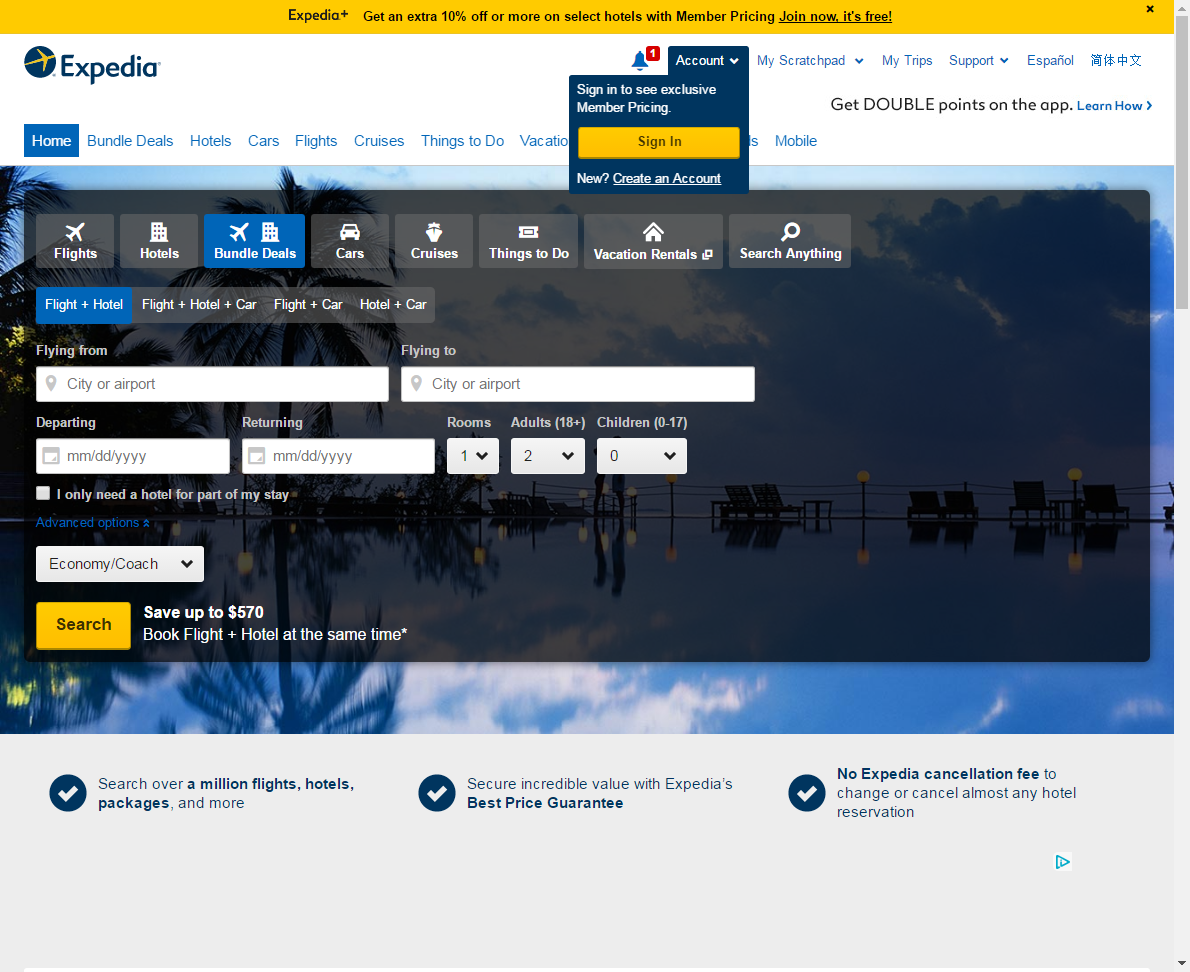 Expedia+ Get an extra 10% off or more on select hotels with Member Pricing Join now, it's free!
Expedia
1
Account
My Scratchpad
My Trips
Support
Español
简体中文
Sign in to see exclusive
Member Pricing.
Sign In
New? Create an Account
Get DOUBLE points on the app. Learn How
Home
Bundle Deals
Hotels
Cars
Flights
Cruises
Things to Do
Mobile
Flights
Hotels
Bundle Deals
Cars
Cruises
Things to Do
Vacation Rentals
Search Anything
Flight + Hotel
Flight + Hotel + Car
Flight + Car
Hotel + Car
Flying from
Flying to
City or airport
City or airport
Departing
Returning
Rooms
Adults (18+)
Children (0-17)
mm/dd/yyyy
mm/dd/yyyy
1
2
0
I only need a hotel for part of my stay
Advanced options
Economy/Coach
Search
Save up to $570
Book Flight + Hotel at the same time*
Search over a million flights, hotels,
packages, and more
Secure incredible value with Expedia's
Best Price Guarantee
No Expedia cancellation fee to
change or cancel almost any hotel
reservation